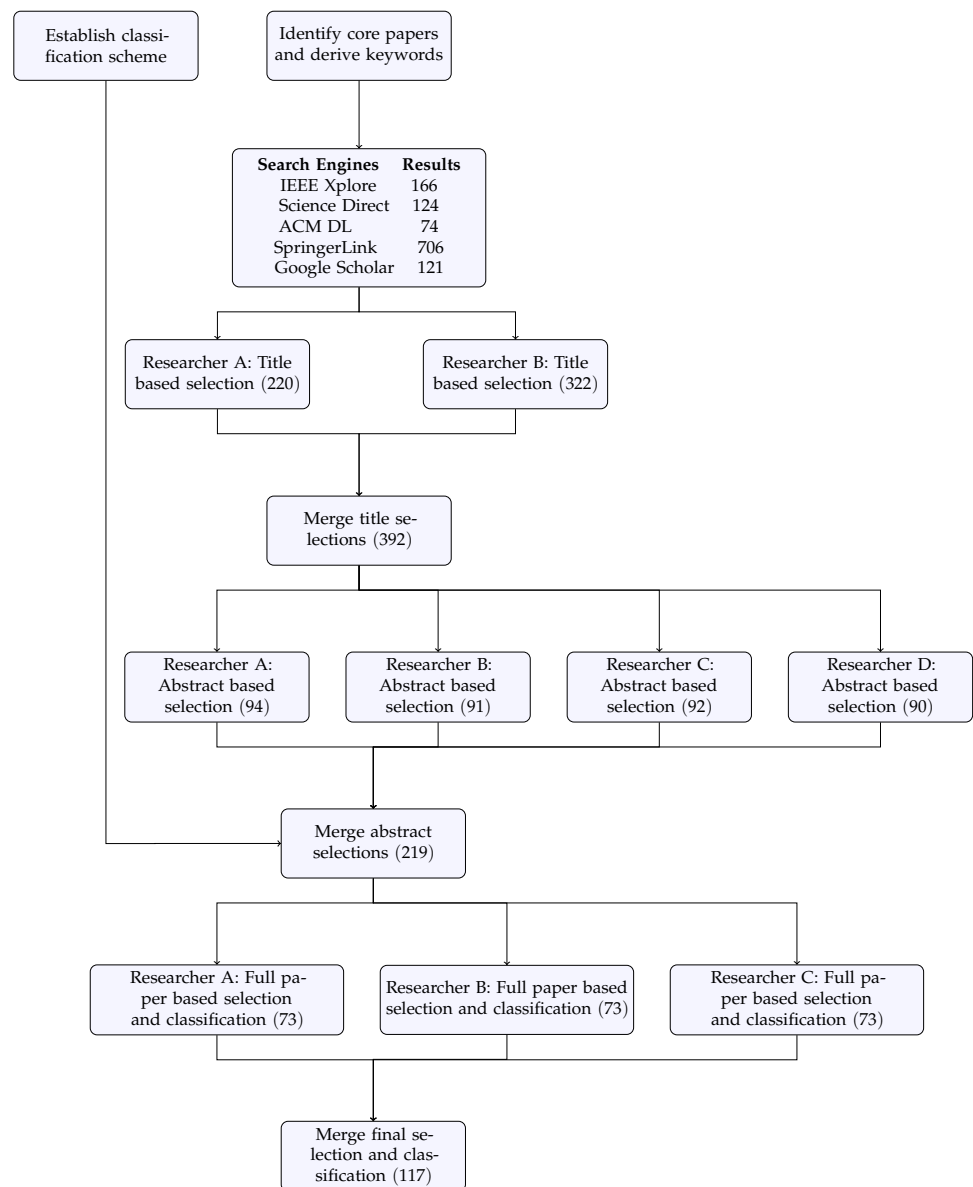 Establish classi-
fication scheme
Identify core papers
and derive keywords
Search Engines Results
IEEE Xplore 166
Science Direct 124
ACM DL 74
SpringerLink 706
Google Scholar 121
Researcher A: Title
based selection (220)
Researcher B: Title
based selection (322)
Merge title se-
lections (392)
Researcher A:
Abstract based
selection (94)
Researcher B:
Abstract based
selection (91)
Researcher C:
Abstract based
selection (92)
Researcher D:
Abstract based
selection (90)
Merge abstract
selections (219)
Researcher A: Full pa-
per based selection
and classification (73)
Researcher B: Full paper based
selection and classification (73)
Researcher C: Full pa-
per based selection
and classification (73)
Merge final se-
lection and clas-
sification (117)